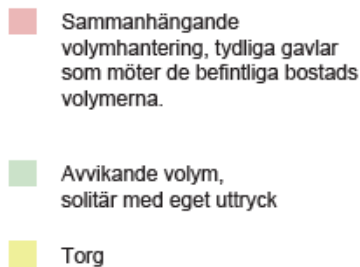 Sammanhängande
volymhantering, tydliga gavlar
som möter de befintliga bostads
volymerna.
Avvikande volym,
solitär med eget uttryck
Torg